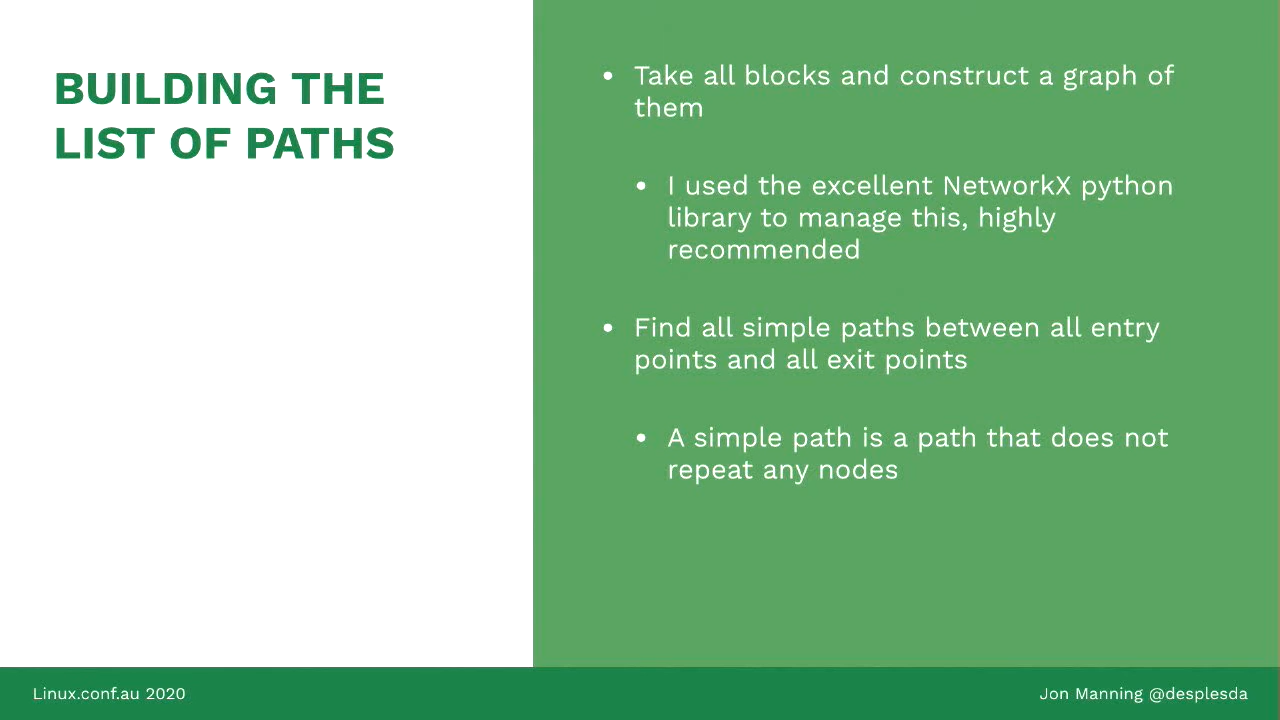 BUILDING THE
LIST OF PATHS
• Take all blocks and construct a graph of
them
• I used the excellent NetworkX python
library to manage this, highly
recommended
• Find all simple paths between all entry
points and all exit points
• A simple path is a path that does not
repeat any nodes
Linux.conf.au 2020
Jon Manning @desplesda